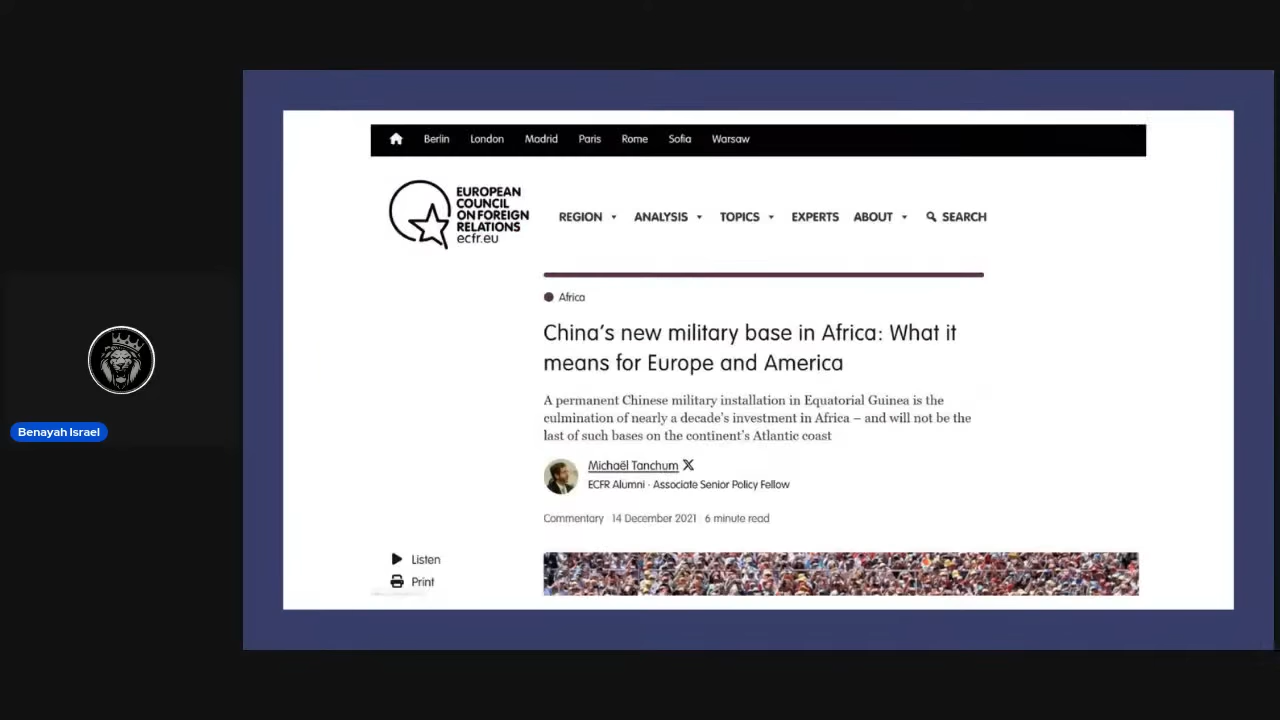 Berlin London Madrid Paris Rome Sofia Warsaw
EUROPEAN
COUNCIL
ON FOREIGN
RELATIONS
ecfr.eu
REGION ANALYSIS TOPICS EXPERTS ABOUT SEARCH
Africa
China's new military base in Africa: What it
means for Europe and America
A permanent Chinese military installation in Equatorial Guinea is the
culmination of nearly a decade's investment in Africa – and will not be the
last of such bases on the continent's Atlantic coast
Michaël Tanchum X
ECFR Alumni · Associate Senior Policy Fellow
Commentary 14 December 2021 6 minute read
Listen
Print
Benayah Israel